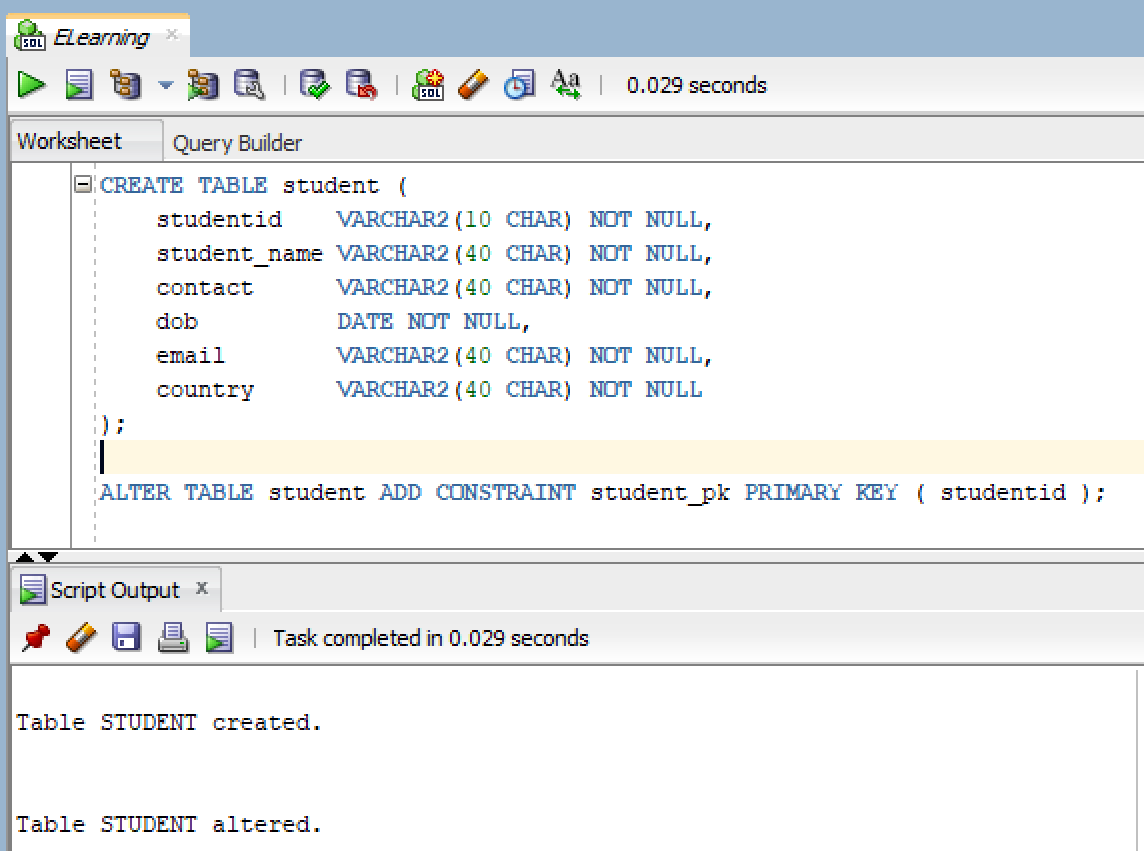 ELearning
0.029 seconds
Worksheet Query Builder
CREATE TABLE student (
    studentid    VARCHAR2(10 CHAR) NOT NULL,
    student_name VARCHAR2(40 CHAR) NOT NULL,
    contact      VARCHAR2(40 CHAR) NOT NULL,
    dob          DATE NOT NULL,
    email        VARCHAR2(40 CHAR) NOT NULL,
    country      VARCHAR2(40 CHAR) NOT NULL
);
ALTER TABLE student ADD CONSTRAINT student_pk PRIMARY KEY ( studentid );
Script Output x
Task completed in 0.029 seconds
Table STUDENT created.
Table STUDENT altered.